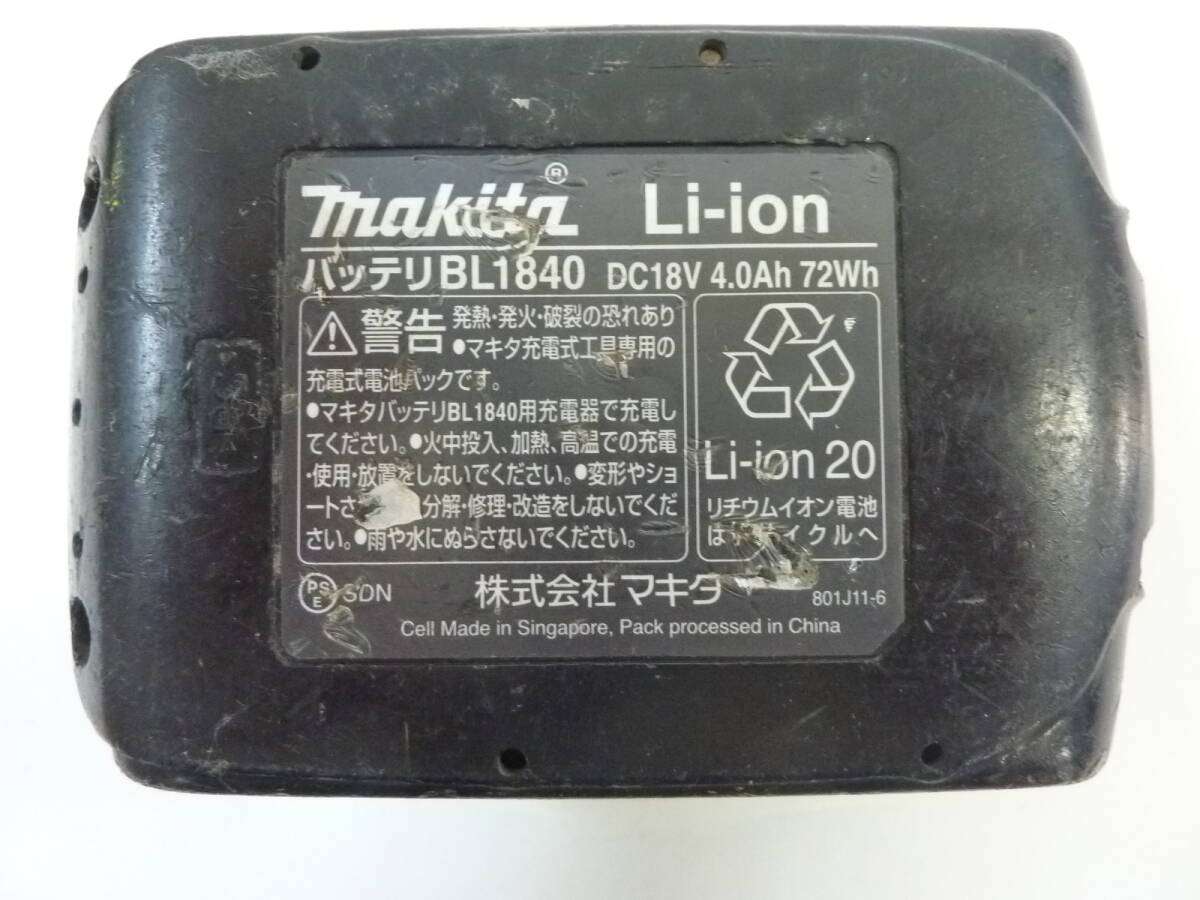 makita® Li-ion
バッテリBL1840 DC18V 4.0Ah 72Wh
警告 発熱・発火・破裂の恐れあり
●マキタ充電式工具専用の
充電式電池パックです。
●マキタバッテリBL1840用充電器で充電し
てください。●火中投入、加熱、高温での充電
・使用・放置をしないでください。●変形やショ
ートさ 分解・修理・改造をしないでくだ
さい。●雨や水にぬらさないでください。
Li-ion 20
リチウムイオン電池
は イクルへ
PS
E SDN 株式会社マキタ 801J11-6
Cell Made in Singapore, Pack processed in China